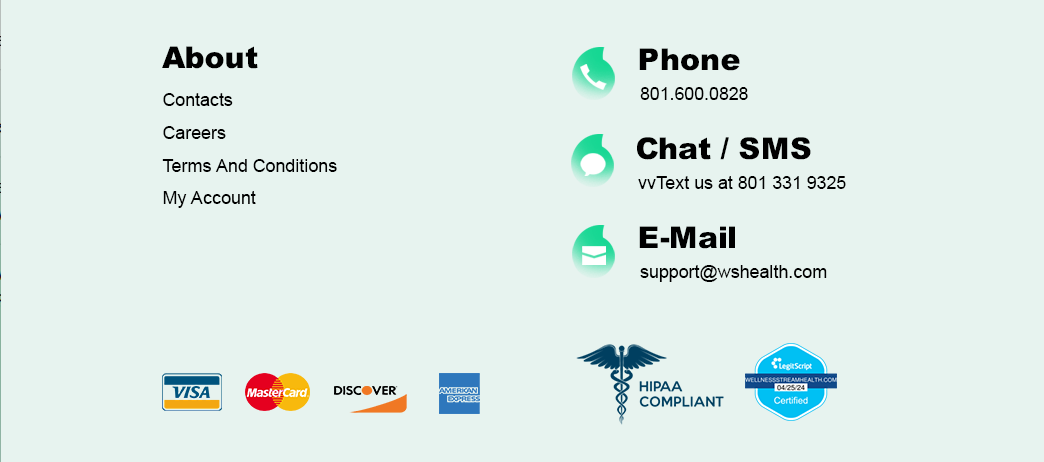 About
Contacts
Careers
Terms And Conditions
My Account
Phone
801.600.0828
Chat / SMS
vvText us at 801 331 9325
E-Mail
support@wshealth.com
VISA
MasterCard
DISCOVER
AMERICAN
EXPRESS
HIPAA
COMPLIANT
LegitScript
WELLNESSSTREAMHEALTH.COM
04/25/24
Certified